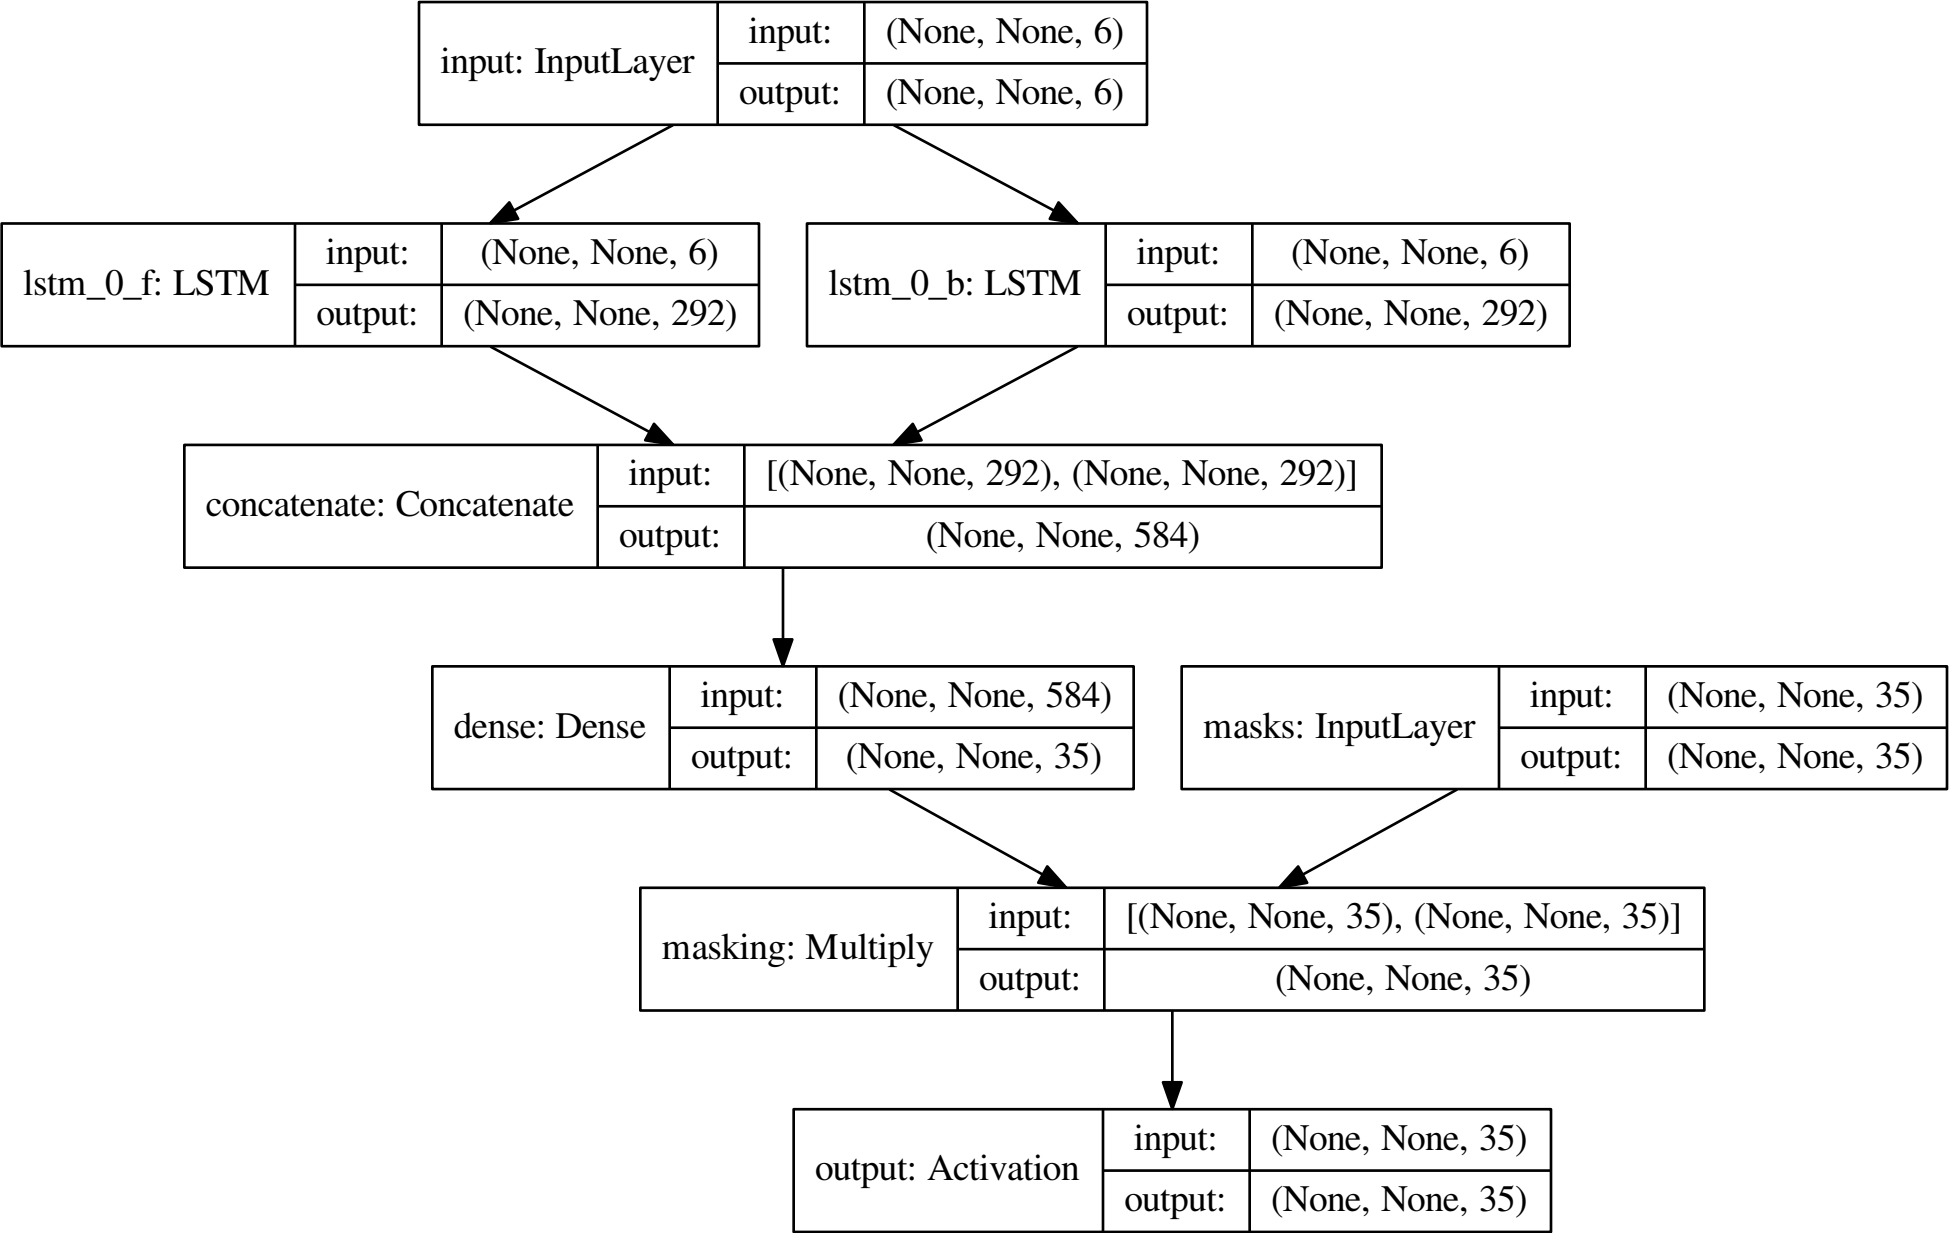 input: InputLayer
input:
(None, None, 6)
output:
(None, None, 6)
lstm_0_f: LSTM
input:
(None, None, 6)
output:
(None, None, 292)
lstm_0_b: LSTM
input:
(None, None, 6)
output:
(None, None, 292)
concatenate: Concatenate
input:
[(None, None, 292), (None, None, 292)]
output:
(None, None, 584)
dense: Dense
input:
(None, None, 584)
output:
(None, None, 35)
masks: InputLayer
input:
(None, None, 35)
output:
(None, None, 35)
masking: Multiply
input:
[(None, None, 35), (None, None, 35)]
output:
(None, None, 35)
output: Activation
input:
(None, None, 35)
output:
(None, None, 35)